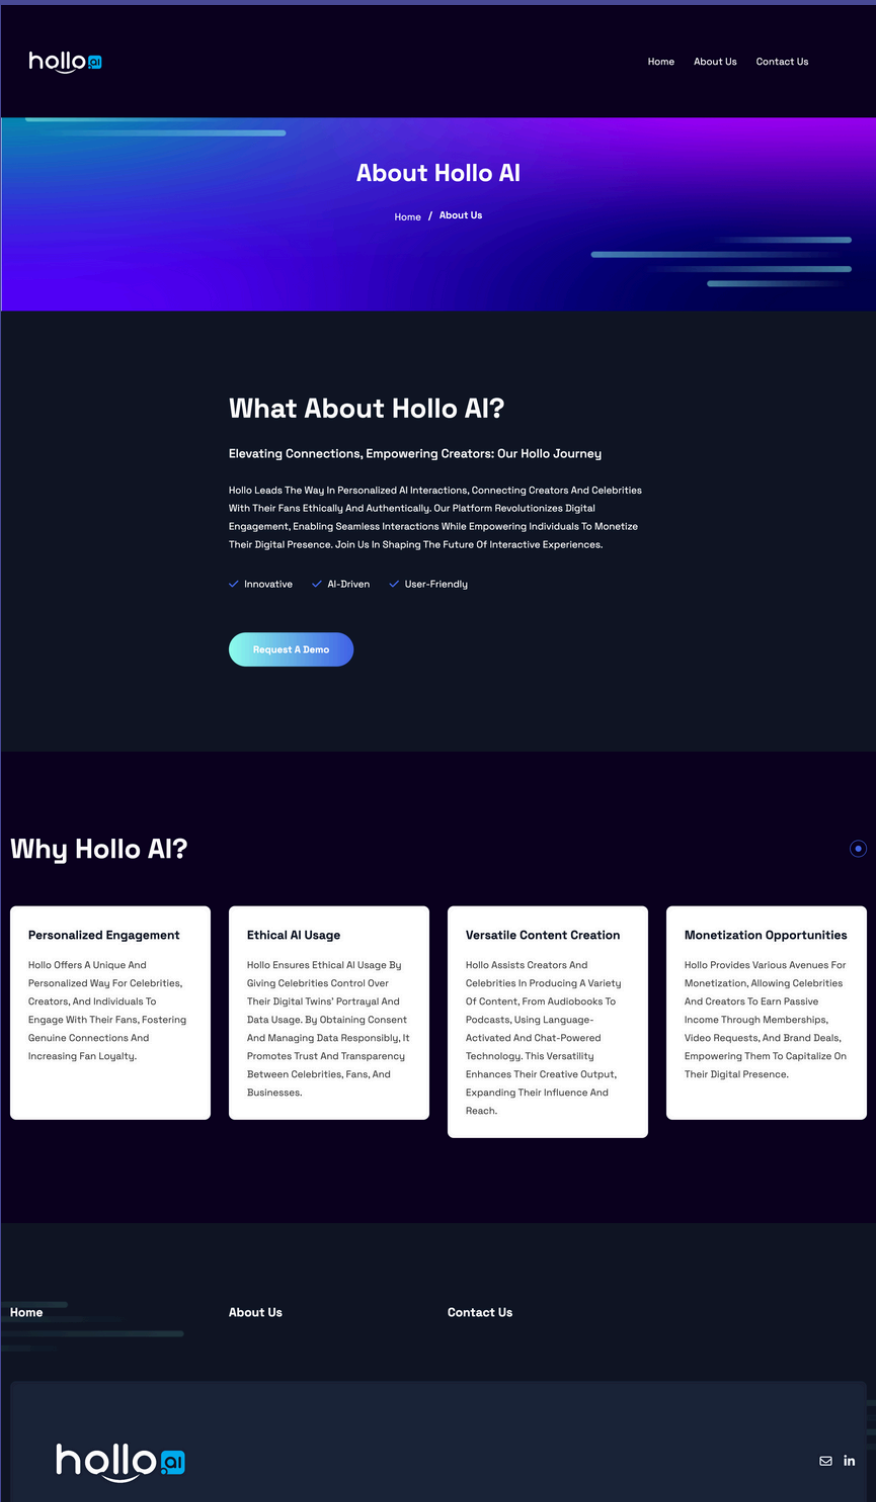 hollo.ai
Home
About Us
Contact Us
About Hollo AI
Home / About Us
What About Hollo AI?
Elevating Connections, Empowering Creators: Our Hollo Journey
Hollo Leads The Way In Personalized AI Interactions, Connecting Creators And Celebrities
With Their Fans Ethically And Authentically. Our Platform Revolutionizes Digital
Engagement, Enabling Seamless Interactions While Empowering Individuals To Monetize
Their Digital Presence. Join Us In Shaping The Future Of Interactive Experiences.
Innovative
AI-Driven
User-Friendly
Request A Demo
Why Hollo AI?
Personalized Engagement
Hollo Offers A Unique And
Personalized Way For Celebrities,
Creators, And Individuals To
Engage With Their Fans, Fostering
Genuine Connections And
Increasing Fan Loyalty.
Ethical AI Usage
Hollo Ensures Ethical AI Usage By
Giving Celebrities Control Over
Their Digital Twins' Portrayal And
Data Usage. By Obtaining Consent
And Managing Data Responsibly, It
Promotes Trust And Transparency
Between Celebrities, Fans, And
Businesses.
Versatile Content Creation
Hollo Assists Creators And
Celebrities In Producing A Variety
Of Content, From Audiobooks To
Podcasts, Using Language-
Activated And Chat-Powered
Technology. This Versatility
Enhances Their Creative Output,
Expanding Their Influence And
Reach.
Monetization Opportunities
Hollo Provides Various Avenues For
Monetization, Allowing Celebrities
And Creators To Earn Passive
Income Through Memberships,
Video Requests, And Brand Deals,
Empowering Them To Capitalize On
Their Digital Presence.
Home
About Us
Contact Us
hollo.ai
in